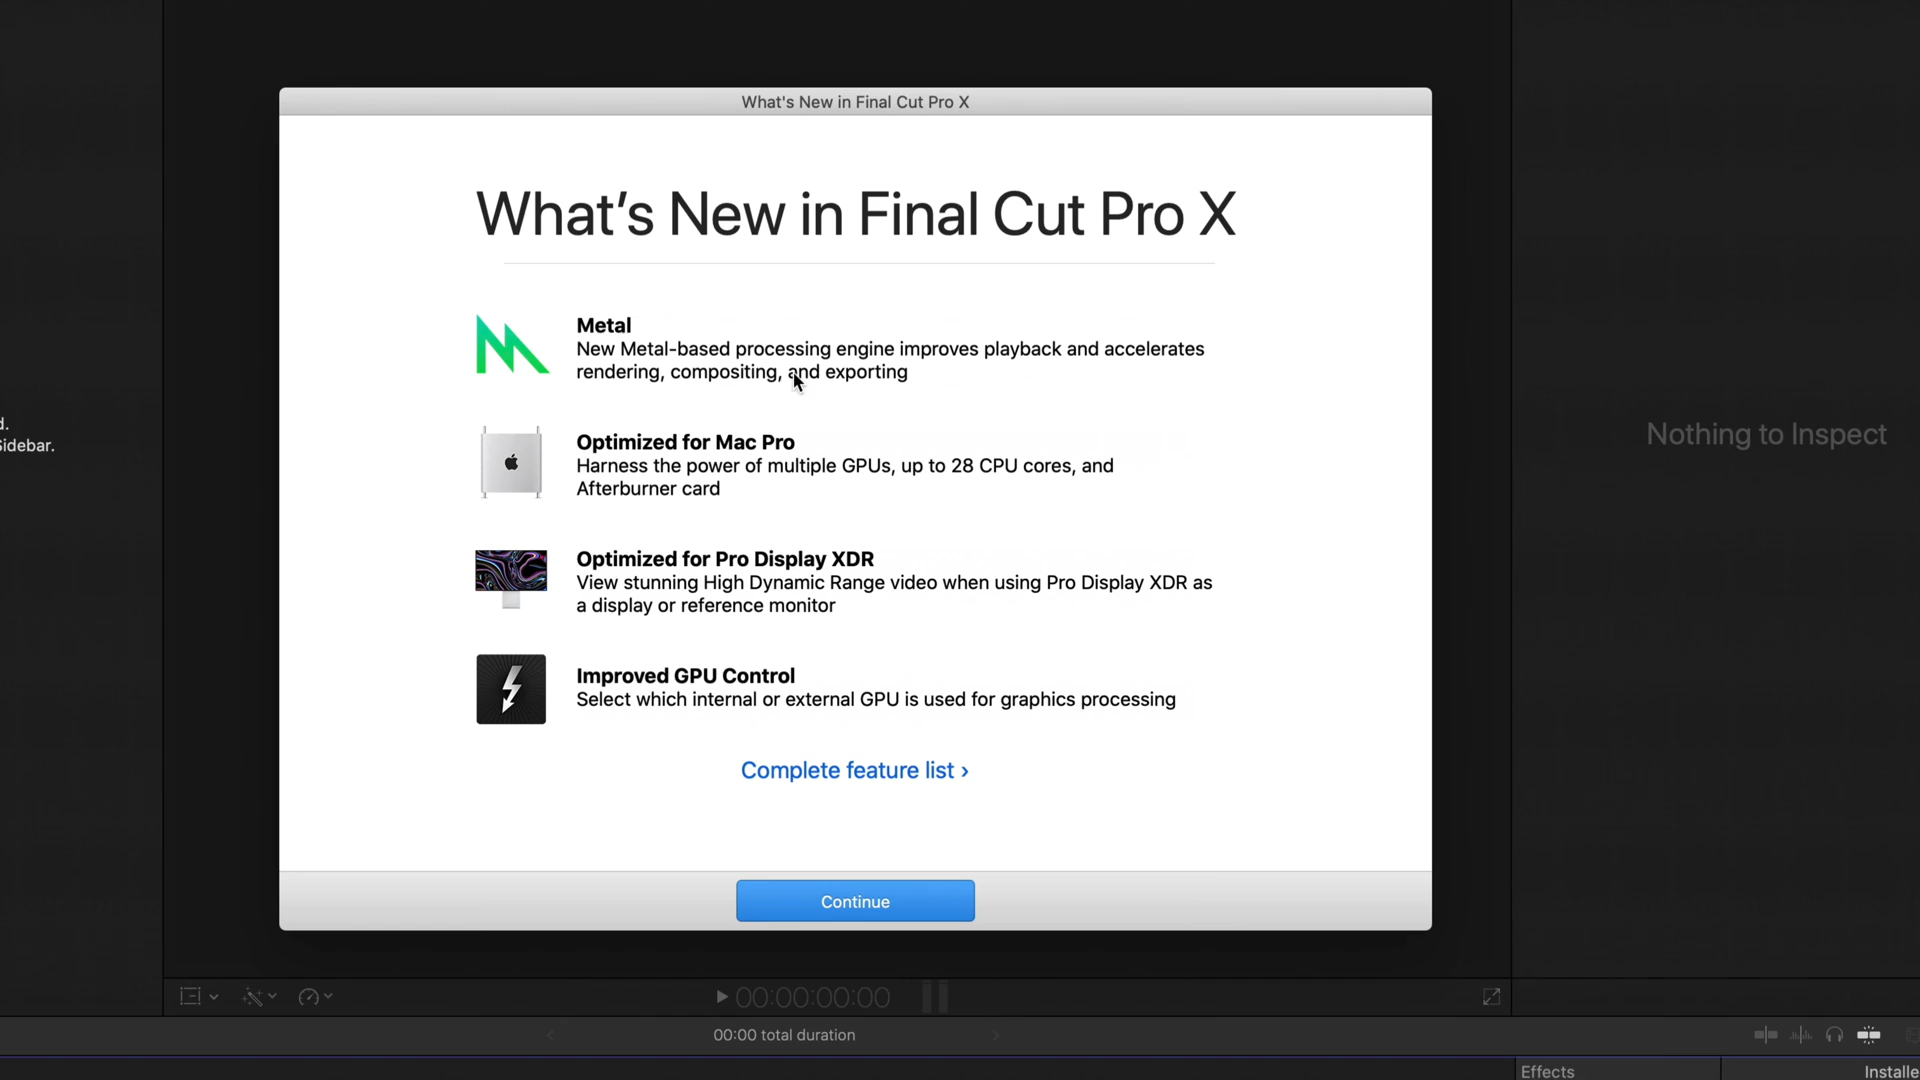 What's New in Final Cut Pro X
What's New in Final Cut Pro X
Metal
New Metal-based processing engine improves playback and accelerates
rendering, compositing, and exporting
Optimized for Mac Pro
Harness the power of multiple GPUs, up to 28 CPU cores, and
Afterburner card
d.
Sidebar.
Nothing to Inspect
Optimized for Pro Display XDR
View stunning High Dynamic Range video when using Pro Display XDR as
a display or reference monitor
Improved GPU Control
Select which internal or external GPU is used for graphics processing
Complete feature list ›
Continue
00:00:00:00
00:00 total duration
Effects
Installe